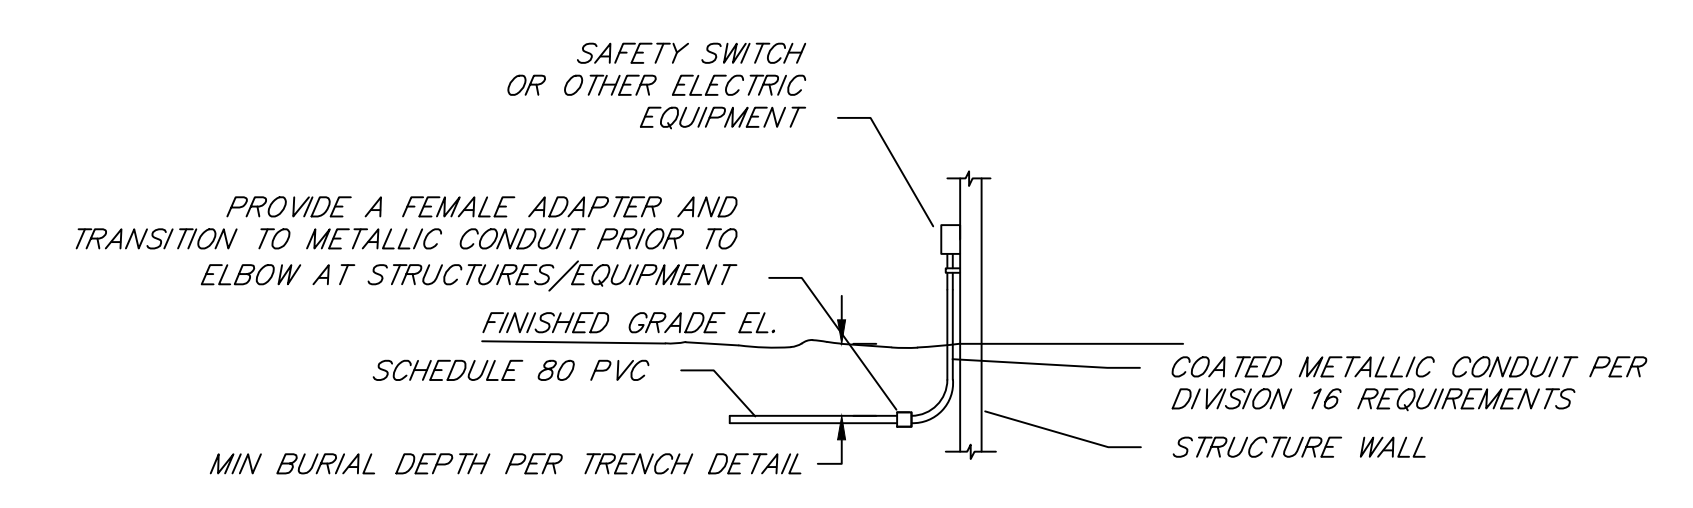 SAFETY SWITCH
OR OTHER ELECTRIC
EQUIPMENT
PROVIDE A FEMALE ADAPTER AND
TRANSITION TO METALLIC CONDUIT PRIOR TO
ELBOW AT STRUCTURES/EQUIPMENT
FINISHED GRADE EL.
SCHEDULE 80 PVC
COATED METALLIC CONDUIT PER
DIVISION 16 REQUIREMENTS
STRUCTURE WALL
MIN BURIAL DEPTH PER TRENCH DETAIL